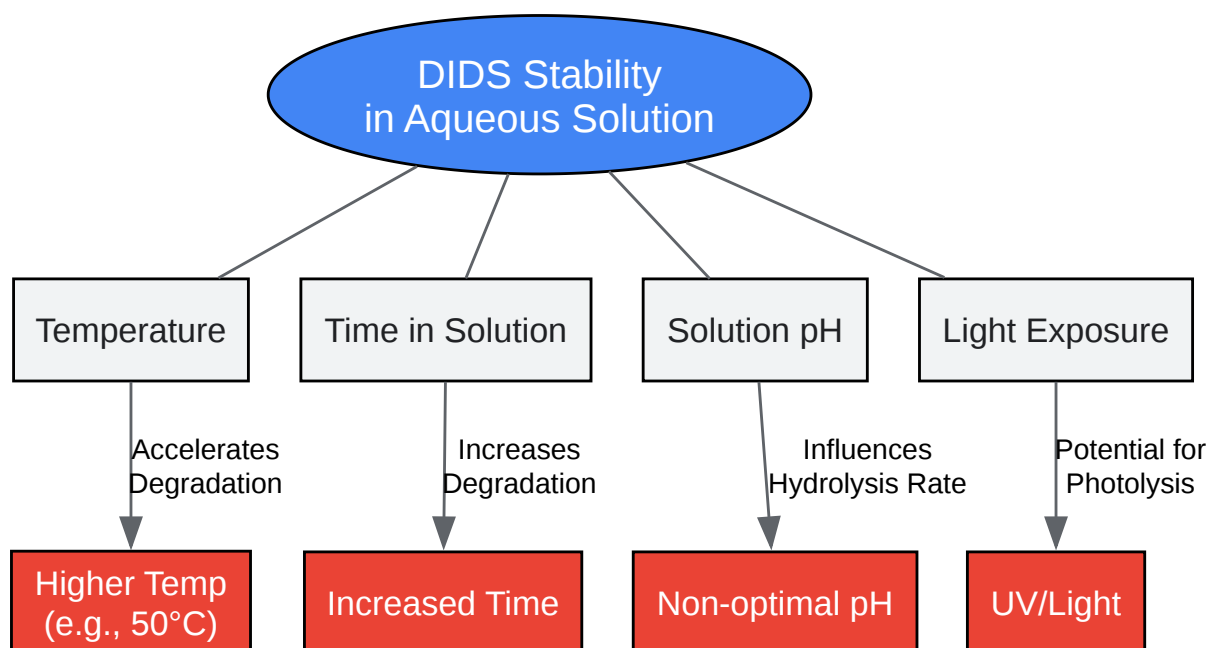 DIDS Stability
in Aqueous Solution
Temperature
Time in Solution
Solution pH
Light Exposure
Accelerates
Degradation
Increases
Degradation
Influences
Hydrolysis Rate
Potential for
Photolysis
Higher Temp
(e.g., 50°C)
Increased Time
Non-optimal pH
UV/Light